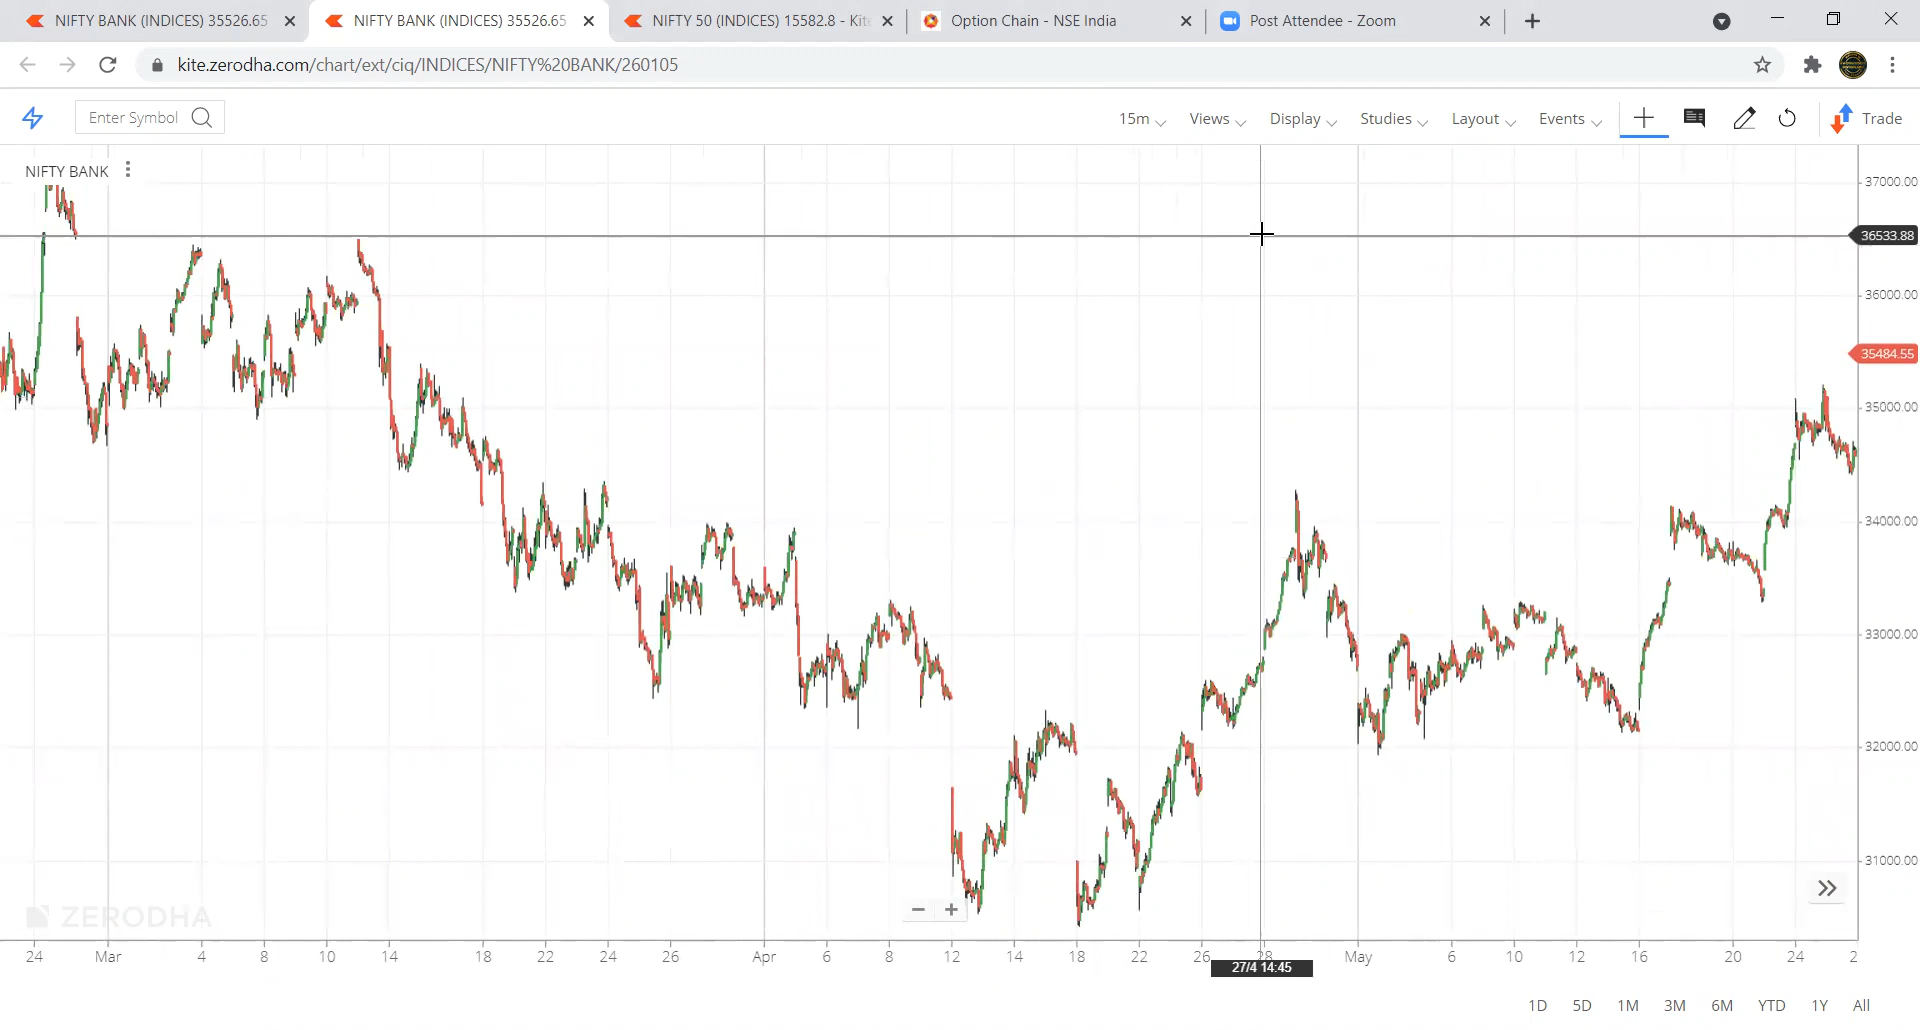 NIFTY BANK (INDICES) 35526.65
NIFTY BANK (INDICES) 35526.65
NIFTY 50 (INDICES) 15582.8 - Kite
Option Chain - NSE India
Post Attendee - Zoom
kite.zerodha.com/chart/ext/ciq/INDICES/NIFTY%20BANK/260105
Enter Symbol
15m
Views
Display
Studies
Layout
Events
Trade
NIFTY BANK
37000.00
36533.88
36000.00
35484.55
35000.00
34000.00
33000.00
32000.00
31000.00
ZERODHA
24 Mar 4 8 10 14 18 22 24 26 Apr 6 8 12 14 18 22 26 28 May 6 10 12 16 20 24 2
27/4 14:45
1D 5D 1M 3M 6M YTD 1Y All